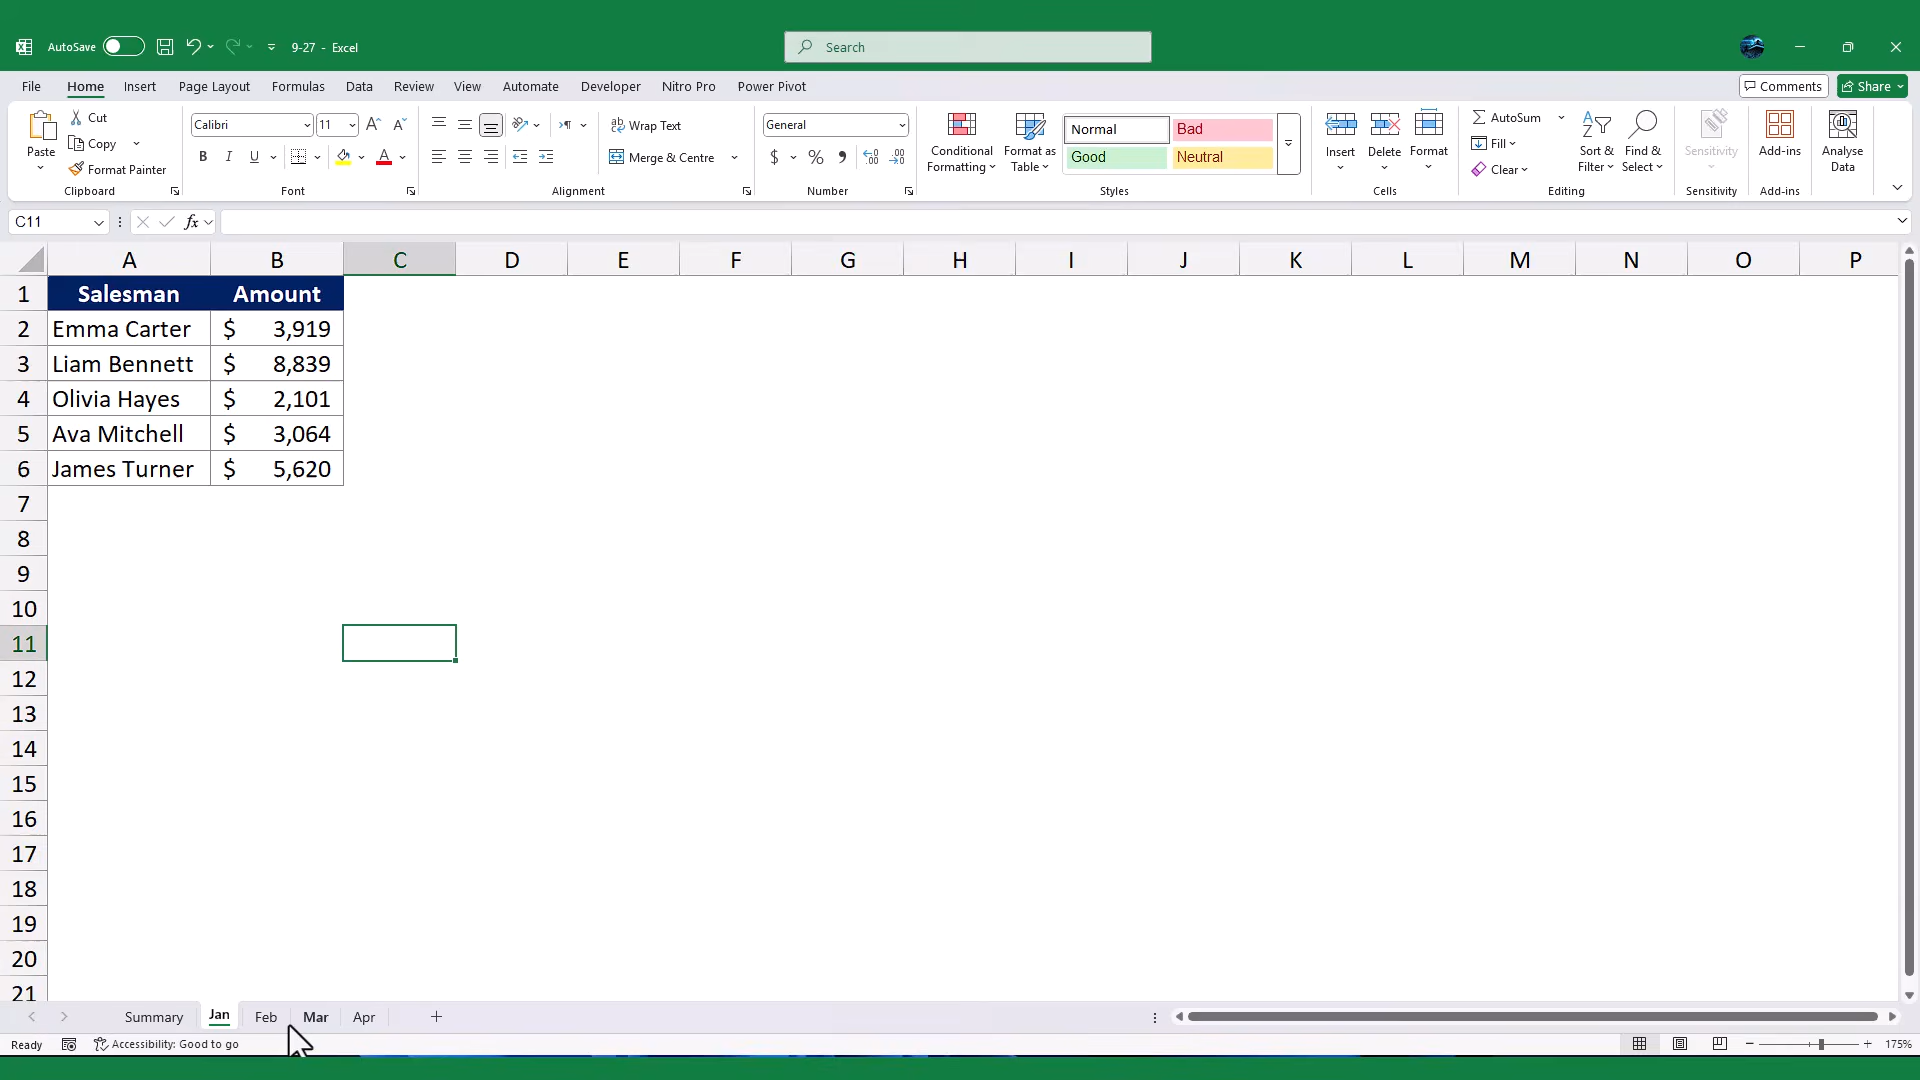 AutoSave
9-27 - Excel
Search
File Home Insert Page Layout Formulas Data Review View Automate Developer Nitro Pro Power Pivot
Comments Share
Paste Cut Copy Format Painter
Clipboard
Calibri 11
B I U A
Font
Wrap Text
Merge & Centre
Alignment
General
$ %
Number
Conditional Formatting
Format as Table
Normal Bad
Good Neutral
Styles
Insert Delete Format
Cells
AutoSum
Fill
Clear
Sort & Filter
Find & Select
Editing
Sensitivity
Sensitivity
Add-ins
Add-ins
Analyse Data
C11 fx
A B C D E F G H I J K L M N O P
1 Salesman Amount
2 Emma Carter $ 3,919
3 Liam Bennett $ 8,839
4 Olivia Hayes $ 2,101
5 Ava Mitchell $ 3,064
6 James Turner $ 5,620
7
8
9
10
11
12
13
14
15
16
17
18
19
20
21
Summary Jan Feb Mar Apr
Ready Accessibility: Good to go 175%